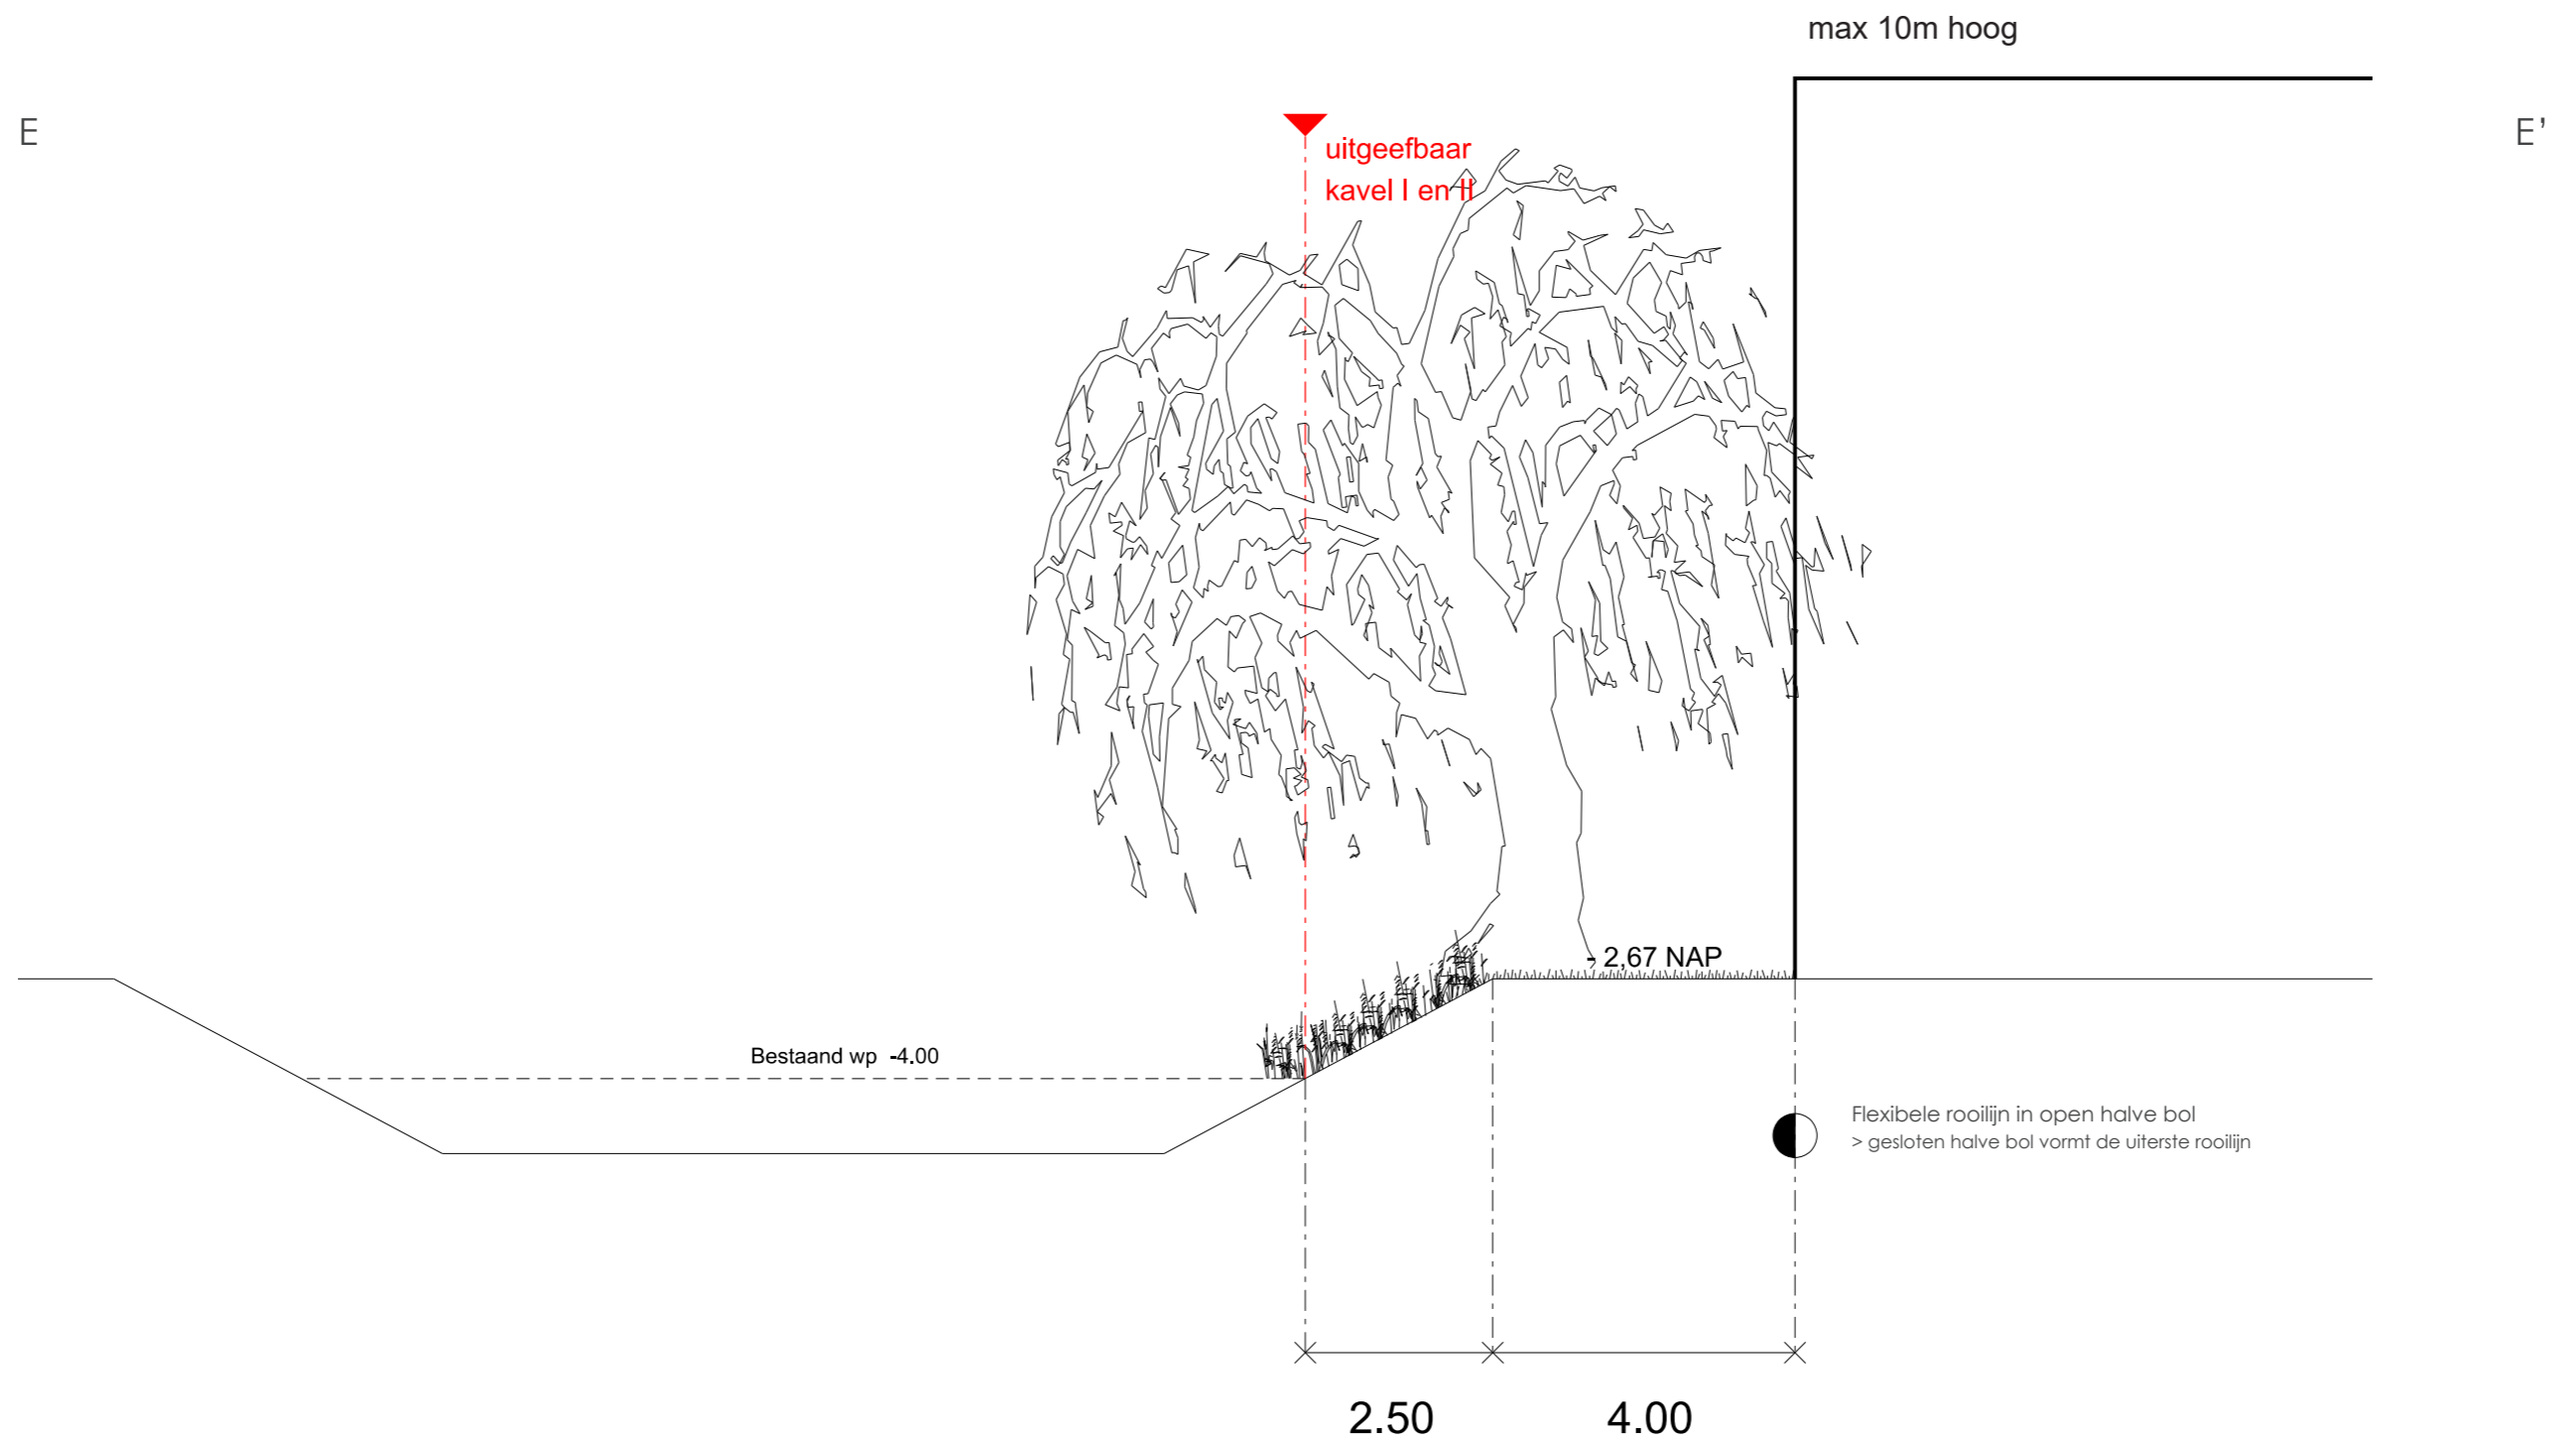 max 10m hoog
E
E'
uitgeefbaar
kavel I en II
- 2,67 NAP
Bestaand wp -4.00
Flexibele rooilijn in open halve bol
> gesloten halve bol vormt de uiterste rooilijn
2.50
4.00